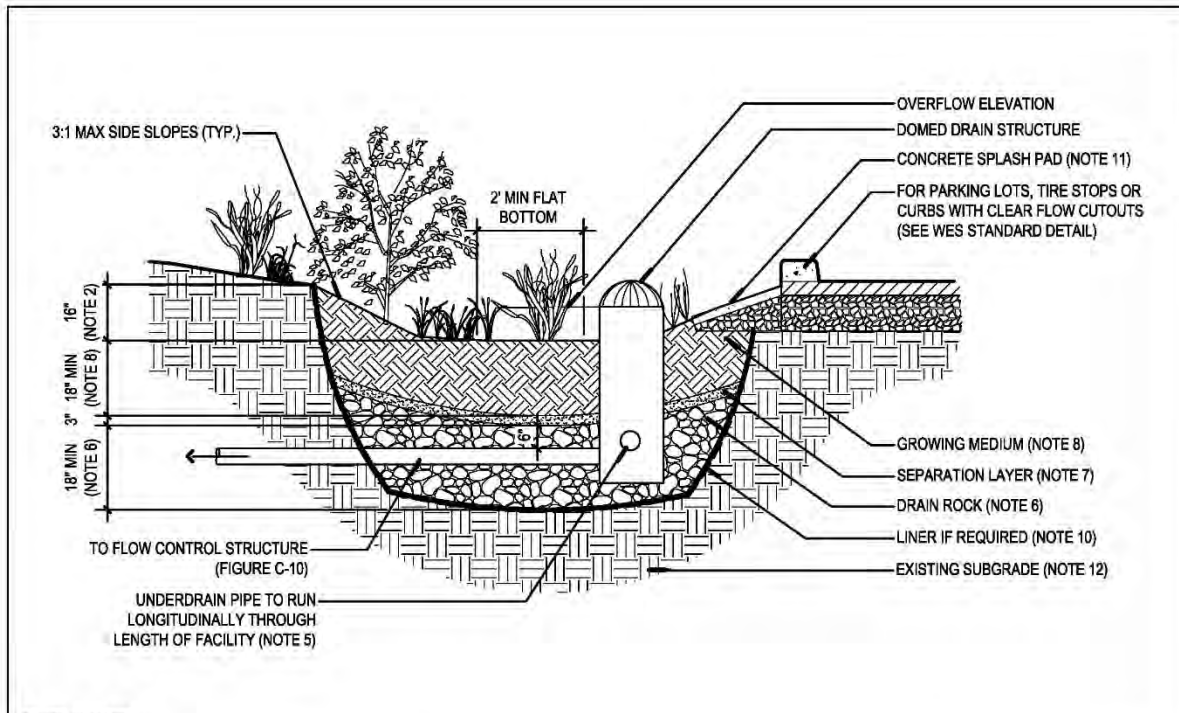 OVERFLOW ELEVATION
DOMED DRAIN STRUCTURE
3:1 MAX SIDE SLOPES (TYP.)
CONCRETE SPLASH PAD (NOTE 11)
FOR PARKING LOTS, TIRE STOPS OR
CURBS WITH CLEAR FLOW CUTOUTS
(SEE WES STANDARD DETAIL)
2' MIN FLAT
BOTTOM
16"
(NOTE 2)
18" MIN
(NOTE 8)
3"
18" MIN
(NOTE 6)
6"
GROWING MEDIUM (NOTE 8)
SEPARATION LAYER (NOTE 7)
DRAIN ROCK (NOTE 6)
LINER IF REQUIRED (NOTE 10)
EXISTING SUBGRADE (NOTE 12)
TO FLOW CONTROL STRUCTURE
(FIGURE C-10)
UNDERDRAIN PIPE TO RUN
LONGITUDINALLY THROUGH
LENGTH OF FACILITY (NOTE 5)